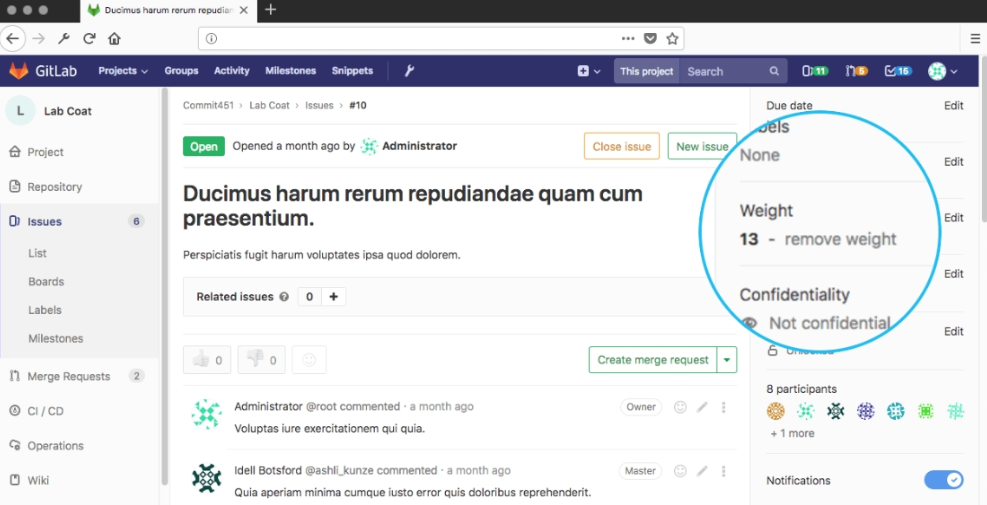 Ducimus harum rerum repudian
GitLab Projects Groups Activity Milestones Snippets This project Search 11 5 15
L Lab Coat
Project
Repository
Issues 6
List
Boards
Labels
Milestones
Merge Requests 2
CI / CD
Operations
Wiki
Commit451 › Lab Coat › Issues › #10
Open Opened a month ago by Administrator Close issue New issue
Ducimus harum rerum repudiandae quam cum
praesentium.
Perspiciatis fugit harum voluptates ipsa quod dolorem.
Related issues ? 0 +
0 0
Create merge request
Administrator @root commented · a month ago Owner
Voluptas iure exercitationem qui quia.
Idell Botsford @ashli_kunze commented · a month ago Master
Quia aperiam minima cumque iusto error quis doloribus reprehenderit.
Due date Edit
None Edit
Weight Edit
13 - remove weight
Edit
Confidentiality
Not confidential Edit
8 participants
+ 1 more
Notifications